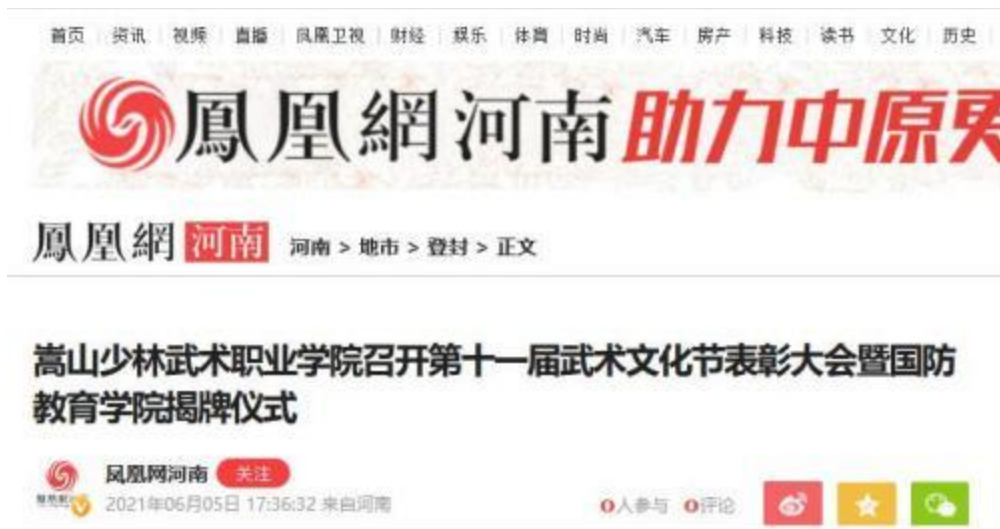 首页 资讯 视频 直播 凤凰卫视 财经 娱乐 体育 时尚 汽车 房产 科技 读书 文化 历史
鳳凰網河南 助力中原更
鳳凰網 河南 河南 > 地市 > 登封 > 正文
嵩山少林武术职业学院召开第十一届武术文化节表彰大会暨国防
教育学院揭牌仪式
凤凰网河南 关注
2021年06月05日 17:36:32 来自河南 0人参与 0评论